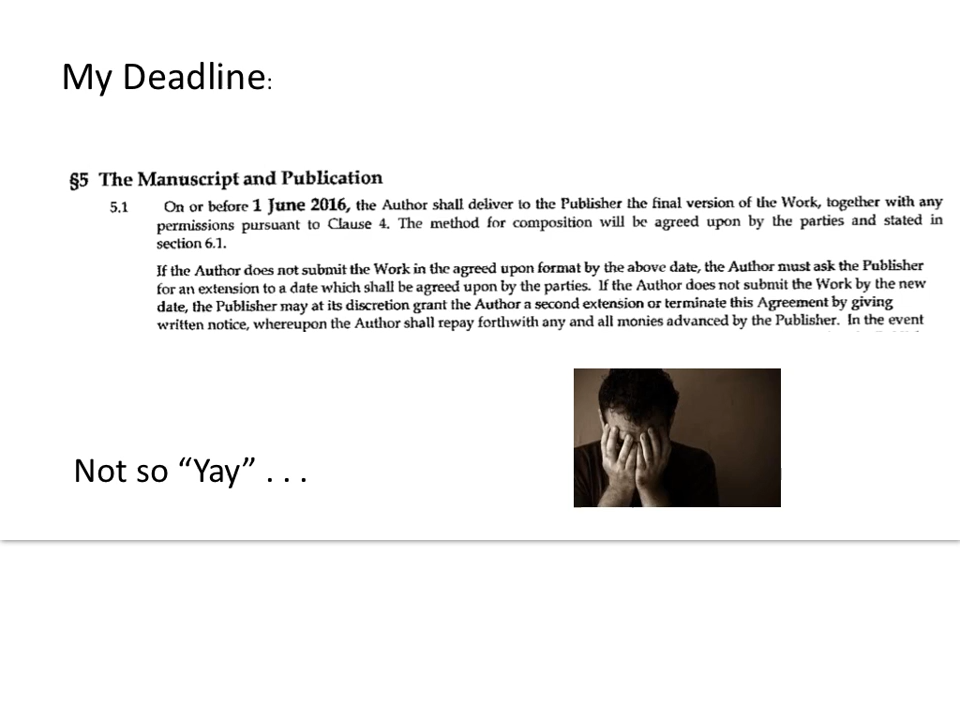 My Deadline:
§5 The Manuscript and Publication
5.1 On or before 1 June 2016, the Author shall deliver to the Publisher the final version of the Work, together with any
permissions pursuant to Clause 4. The method for composition will be agreed upon by the parties and stated in
section 6.1.
If the Author does not submit the Work in the agreed upon format by the above date, the Author must ask the Publisher
for an extension to a date which shall be agreed upon by the parties. If the Author does not submit the Work by the new
date, the Publisher may at its discretion grant the Author a second extension or terminate this Agreement by giving
written notice, whereupon the Author shall repay forthwith any and all monies advanced by the Publisher. In the event
Not so “Yay” . . .